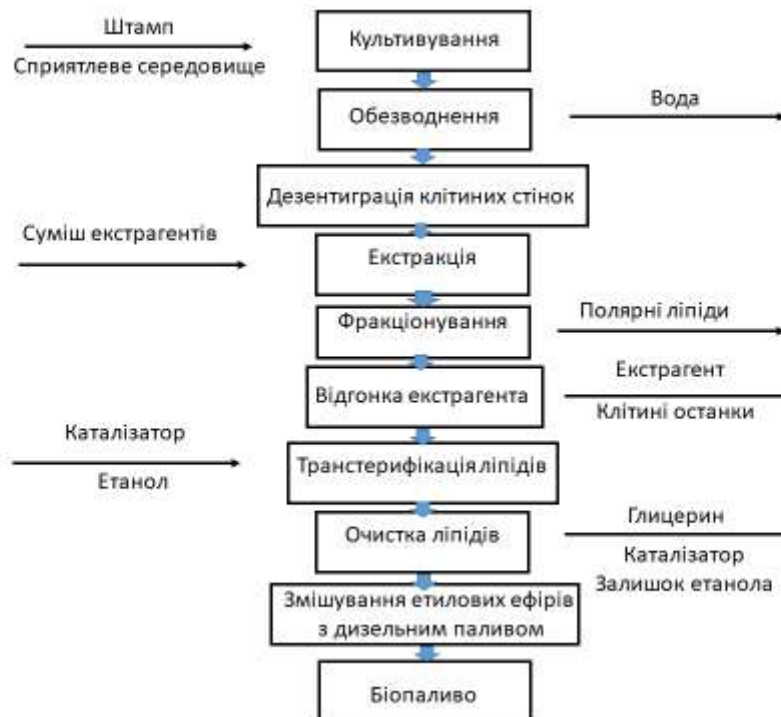 Штамп
Сприятлеве середовище
Культивування
Обезводнення
Вода
Дезентиграція клітиних стінок
Суміш екстрагентів
Екстракція
Фракціонування
Полярні ліпіди
Відгонка екстрагента
Екстрагент
Клітині останки
Каталізатор
Етанол
Транстерифікація ліпідів
Очистка ліпідів
Глицерин
Каталізатор
Залишок етанола
Змішування етилових ефірів
з дизельним паливом
Біопаливо